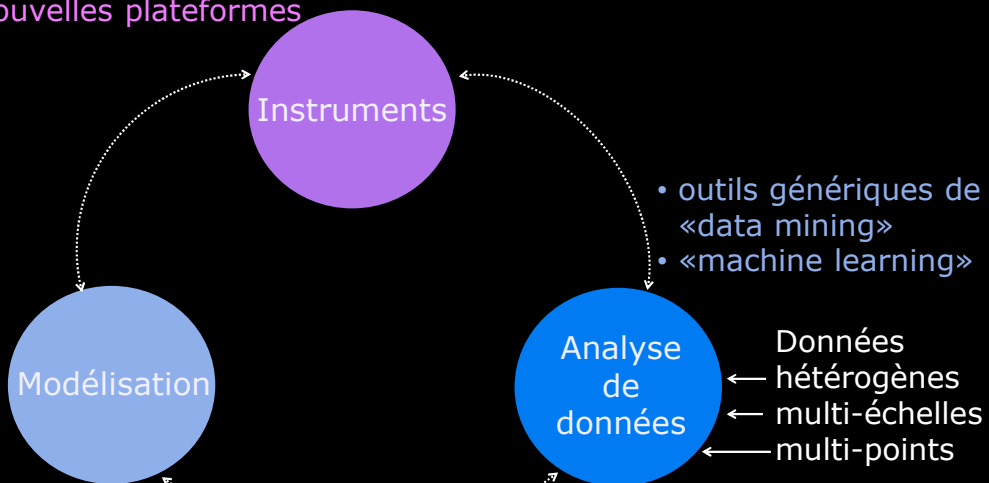 plateformes
Instruments
• outils génériques de
«data mining»
• «machine learning»
Modélisation
Analyse
de
données
Données
hétérogènes
multi-échelles
multi-points